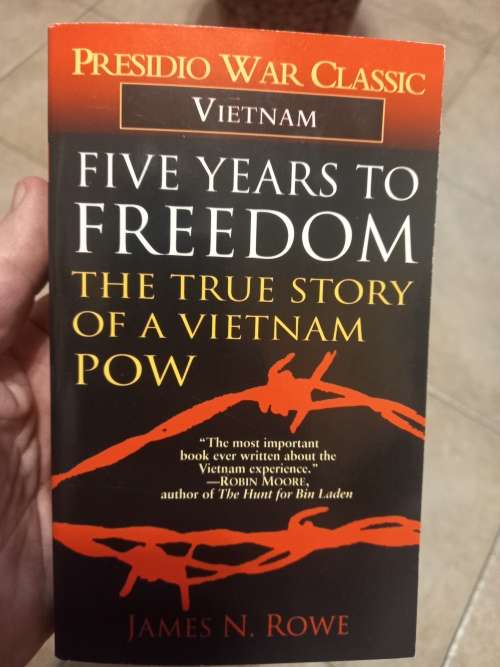 PRESIDIO WAR CLASSIC
VIETNAM
FIVE YEARS TO
FREEDOM
THE TRUE STORY
OF A VIETNAM
POW
"The most important
book ever written about the
Vietnam experience."
—ROBIN MOORE,
author of The Hunt for Bin Laden
JAMES N. ROWE